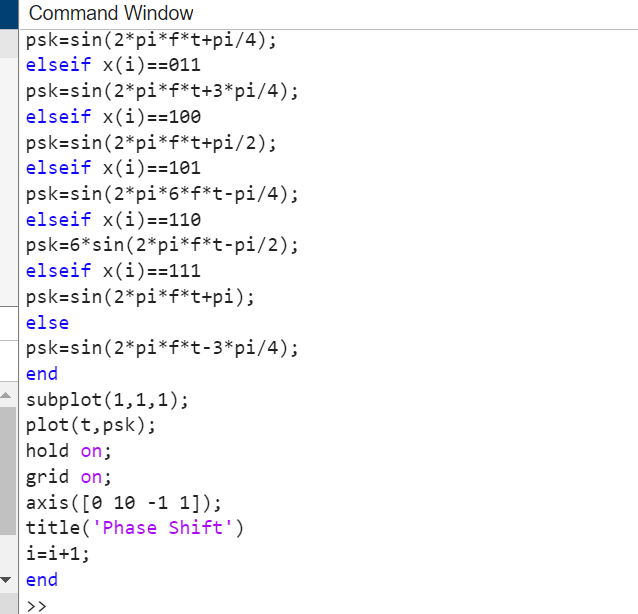 Command Window
psk=sin(2*pi*f*t+pi/4);
elseif x(i)==011
psk=sin(2*pi*f*t+3*pi/4);
elseif x(i)==100
psk=sin(2*pi*f*t+pi/2);
elseif x(i)==101
psk=sin(2*pi*6*f*t-pi/4);
elseif x(i)==110
psk=6*sin(2*pi*f*t-pi/2);
elseif x(i)==111
psk=sin(2*pi*f*t+pi);
else
psk=sin(2*pi*f*t-3*pi/4);
end
subplot(1,1,1);
plot(t,psk);
hold on;
grid on;
axis([0 10 -1 1]);
title('Phase Shift')
i=i+1;
end
>>